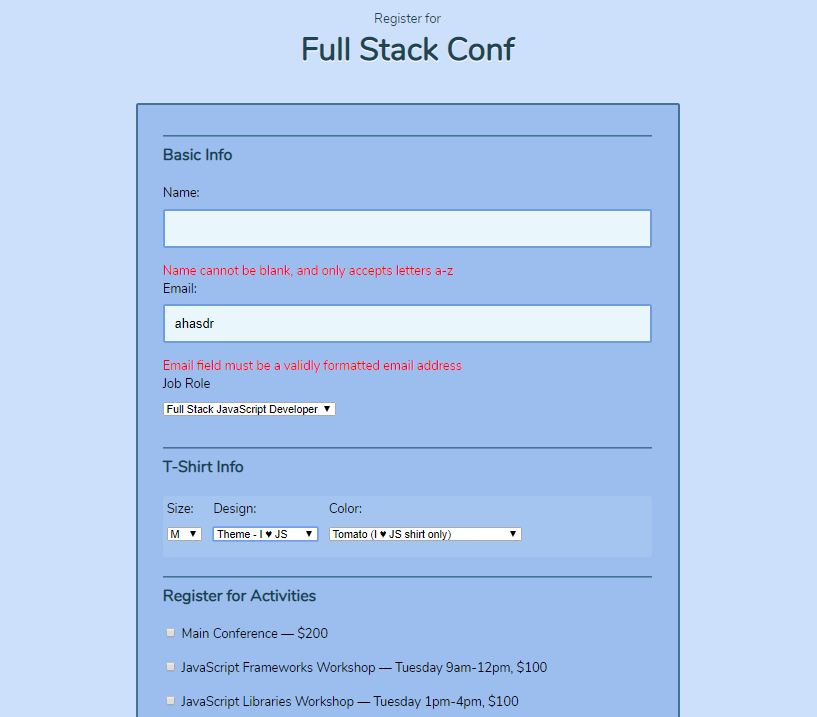 Register for
Full Stack Conf
Basic Info
Name:
Name cannot be blank, and only accepts letters a-z
Email:
ahasdr
Email field must be a validly formatted email address
Job Role
Full Stack JavaScript Developer ▼
T-Shirt Info
Size: Design: Color:
M ▼ Theme - I ♥ JS ▼ Tomato (I ♥ JS shirt only) ▼
Register for Activities
Main Conference — $200
JavaScript Frameworks Workshop — Tuesday 9am-12pm, $100
JavaScript Libraries Workshop — Tuesday 1pm-4pm, $100